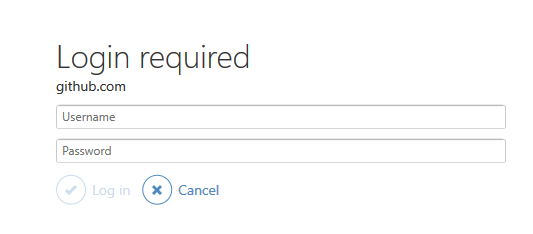 Login required
github.com
Username
Password
Log in Cancel